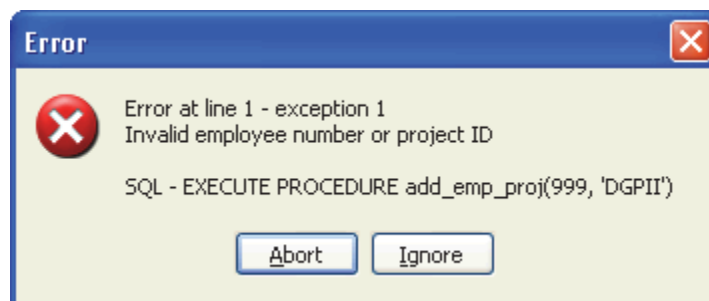 Error
Error at line 1 - exception 1
Invalid employee number or project ID
SQL - EXECUTE PROCEDURE add_emp_proj(999, 'DGPII')
Abort
Ignore